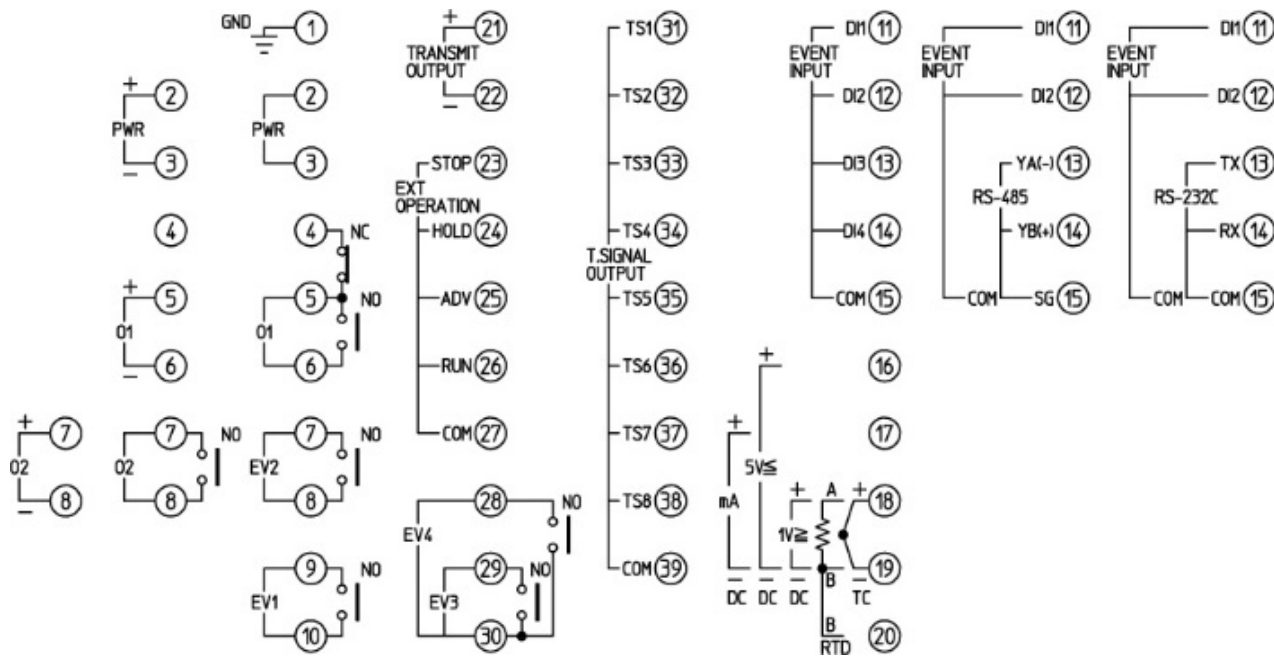 GND 1
+ 2
PWR
- 3
2
PWR
3
4
4 NC
+ 5
O1
- 6
5 NO
O1
6
+ 7
O2
- 8
7 NO
O2
8
7 NO
EV2
8
9 NO
EV1
10
+ 21
TRANSMIT
OUTPUT
- 22
STOP 23
EXT
OPERATION
HOLD 24
ADV 25
RUN 26
COM 27
28 NO
EV4
29 NO
EV3
30
TS1 31
TS2 32
TS3 33
TS4 34
T.SIGNAL
OUTPUT
TS5 35
TS6 36
TS7 37
TS8 38
COM 39
DI1 11
EVENT
INPUT
DI2 12
DI3 13
DI4 14
COM 15
DI1 11
EVENT
INPUT
DI2 12
YA(-) 13
RS-485
YB(+) 14
COM SG 15
DI1 11
EVENT
INPUT
DI2 12
TX 13
RS-232C
RX 14
COM COM 15
+ 16
+ 17
5V≦
mA
+ A + 18
1V≧
- - - B - 19
DC DC DC TC
B 20
RTD